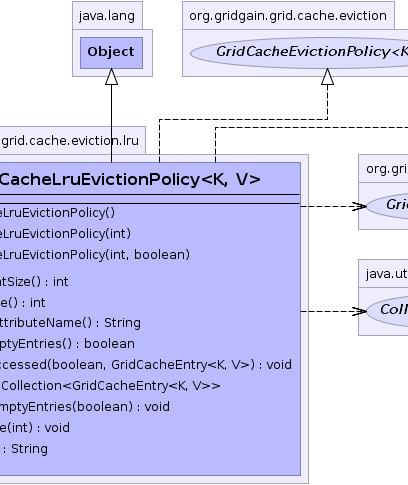 java.lang
Object
org.gridgain.grid.cache.eviction
GridCacheEvictionPolicy<K
grid.cache.eviction.lru
CacheLruEvictionPolicy<K, V>
eLruEvictionPolicy()
eLruEvictionPolicy(int)
eLruEvictionPolicy(int, boolean)
ntSize() : int
e() : int
ttributeName() : String
ptyEntries() : boolean
ccessed(boolean, GridCacheEntry<K, V>) : void
Collection<GridCacheEntry<K, V>>
mptyEntries(boolean) : void
e(int) : void
: String
org.gri
Grid
java.ut
Coll